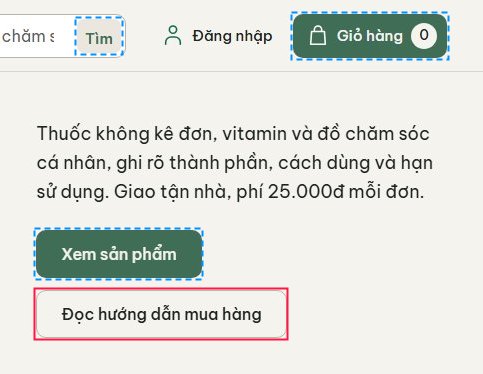 chăm s
Tìm
Đăng nhập
Giỏ hàng
0
Thuốc không kê đơn, vitamin và đồ chăm sóc
cá nhân, ghi rõ thành phần, cách dùng và hạn
sử dụng. Giao tận nhà, phí 25.000đ mỗi đơn.
Xem sản phẩm
Đọc hướng dẫn mua hàng